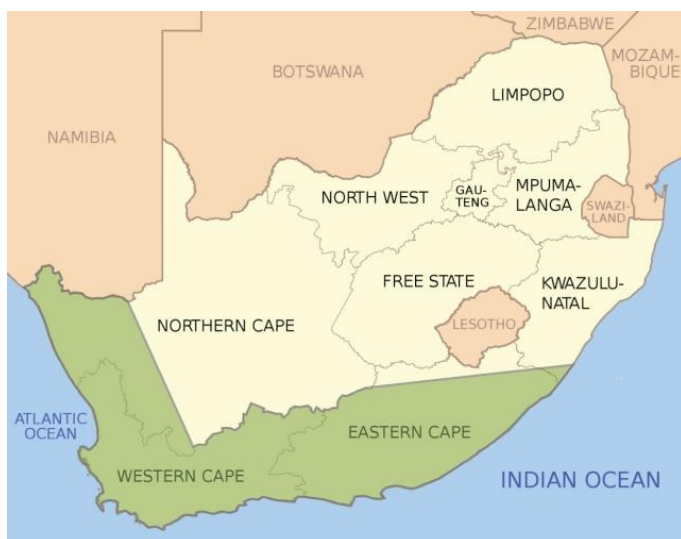 ZIMBABWE
MOZAM-
BIQUE
BOTSWANA
LIMPOPO
NAMIBIA
NORTH WEST
GAU-
TENG
MPUMA-
LANGA
SWAZI-
LAND
FREE STATE
KWAZULU-
NATAL
NORTHERN CAPE
LESOTHO
ATLANTIC
OCEAN
EASTERN CAPE
WESTERN CAPE
INDIAN OCEAN